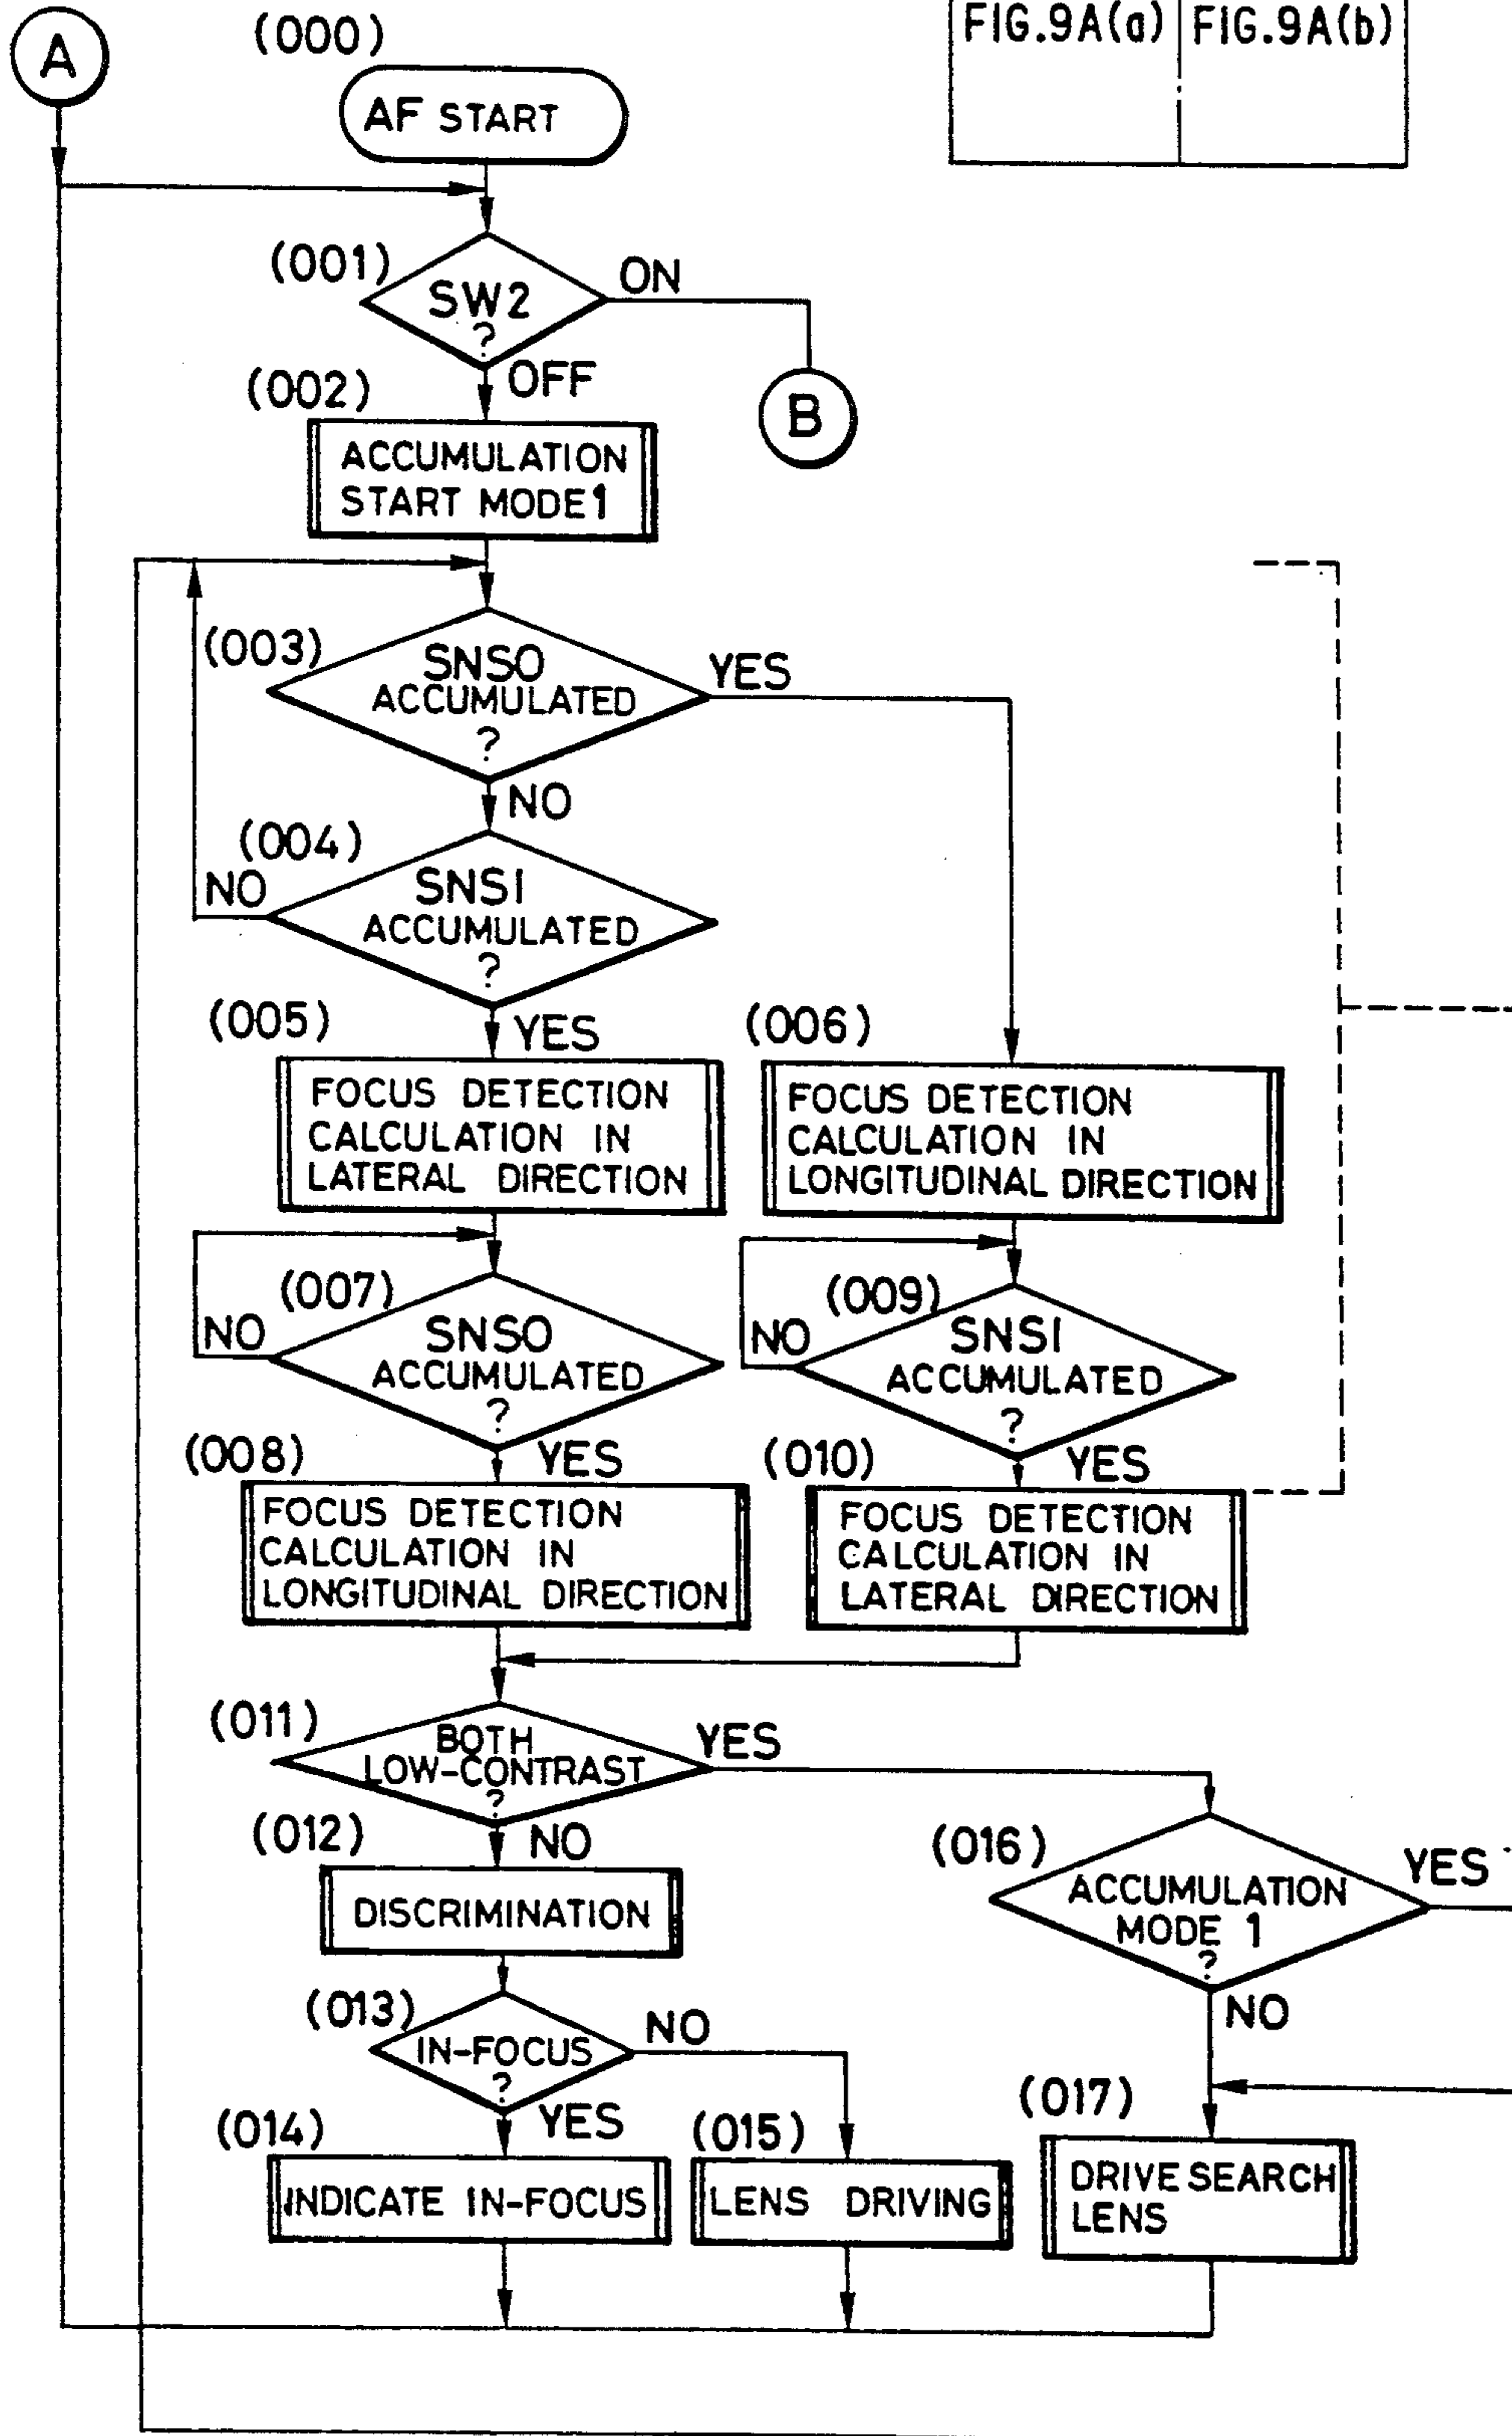 A
(000)
FIG.9A(a) FIG.9A(b)
AF START
(001)
SW2
?
ON
OFF
B
(002)
ACCUMULATION
START MODE1
(003)
SNS0
ACCUMULATED
?
YES
NO
(004)
SNS1
ACCUMULATED
?
NO
YES
(005)
FOCUS DETECTION
CALCULATION IN
LATERAL DIRECTION
(006)
FOCUS DETECTION
CALCULATION IN
LONGITUDINAL DIRECTION
(007)
SNS0
ACCUMULATED
?
NO
YES
(009)
SNS1
ACCUMULATED
?
NO
YES
(008)
FOCUS DETECTION
CALCULATION IN
LONGITUDINAL DIRECTION
(010)
FOCUS DETECTION
CALCULATION IN
LATERAL DIRECTION
(011)
BOTH
LOW-CONTRAST
?
YES
NO
(012)
DISCRIMINATION
(016)
ACCUMULATION
MODE 1
?
YES
NO
(013)
IN-FOCUS
?
NO
YES
(014)
INDICATE IN-FOCUS
(015)
LENS DRIVING
(017)
DRIVE SEARCH
LENS